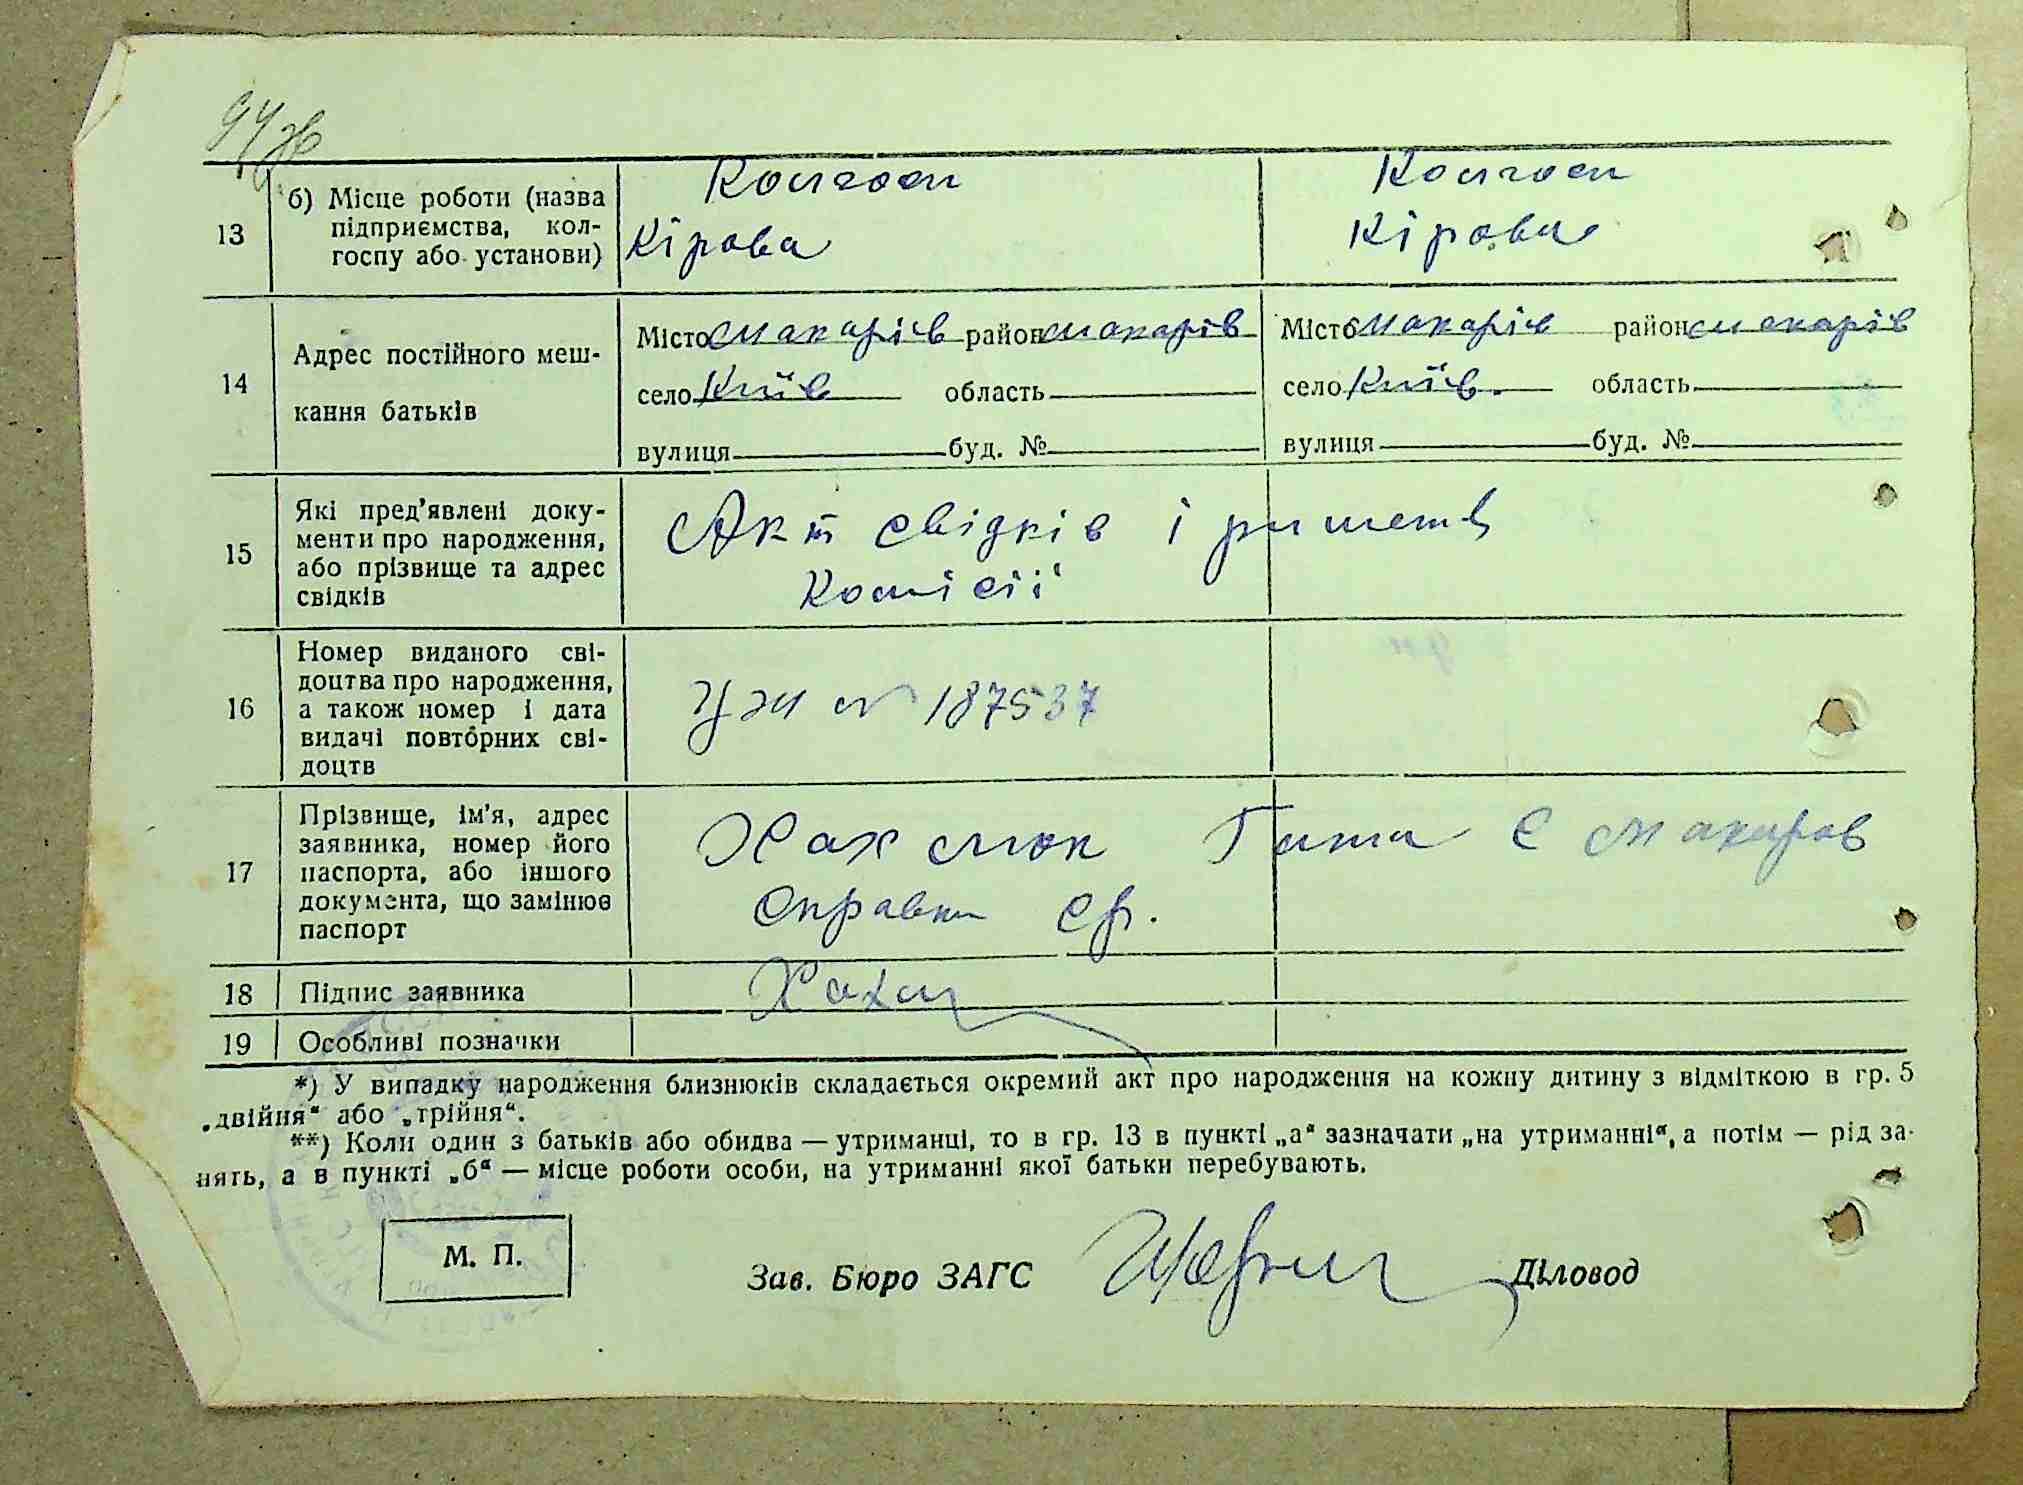 13 б) Місце роботи (назва підприємства, колгоспу або установи)
Колгосп
Кірова
Колгосп
Кірова
14 Адрес постійного мешкання батьків
Місто Макарів район Макарів
село Київ область
вулиця буд. №
Місто Макарів район Макарів
село Київ. область
вулиця буд. №
15 Які пред’явлені документи про народження, або прізвище та адрес свідків
Акт свідків і
комісії
16 Номер виданого свідоцтва про народження, а також номер і дата видачі повторних свідоцтв
№ 187537
17 Прізвище, ім’я, адрес заявника, номер його паспорта, або іншого документа, що замінює паспорт
с Макаров
справка
18 Підпис заявника
19 Особливі позначки
*) У випадку народження близнюків складається окремий акт про народження на кожну дитину з відміткою в гр. 5
„двійня“ або „трійня“.
**) Коли один з батьків або обидва — утриманці, то в гр. 13 в пункті „а“ зазначати „на утриманні“, а потім — рід за-
нять, а в пункті „б“ — місце роботи особи, на утриманні якої батьки перебувають.
М. П.
Зав. Бюро ЗАГС Діловод